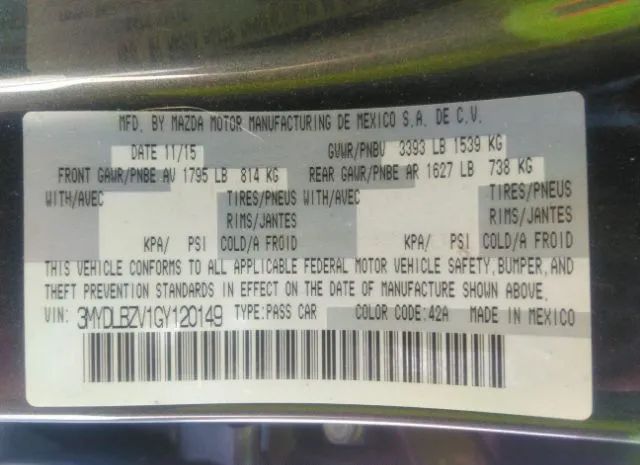 MFD. BY MAZDA MOTOR MANUFACTURING DE MEXICO S.A. DE C.V.
DATE 11/15 GVWR/PNBV 3393 LB 1539 KG
FRONT GAWR/PNBE AV 1795 LB 814 KG REAR GAWR/PNBE AR 1627 LB 738 KG
WITH/AVEC TIRES/PNEUS WITH/AVEC TIRES/PNEUS
RIMS/JANTES RIMS/JANTES
KPA/ PSI COLD/A FROID KPA/ PSI COLD/A FROID
THIS VEHICLE CONFORMS TO ALL APPLICABLE FEDERAL MOTOR VEHICLE SAFETY, BUMPER, AND
THEFT PREVENTION STANDARDS IN EFFECT ON THE DATE OF MANUFACTURE SHOWN ABOVE.
VIN: 3MYDLBZV1GY120149 TYPE:PASS CAR COLOR CODE:42A MADE IN MEXICO